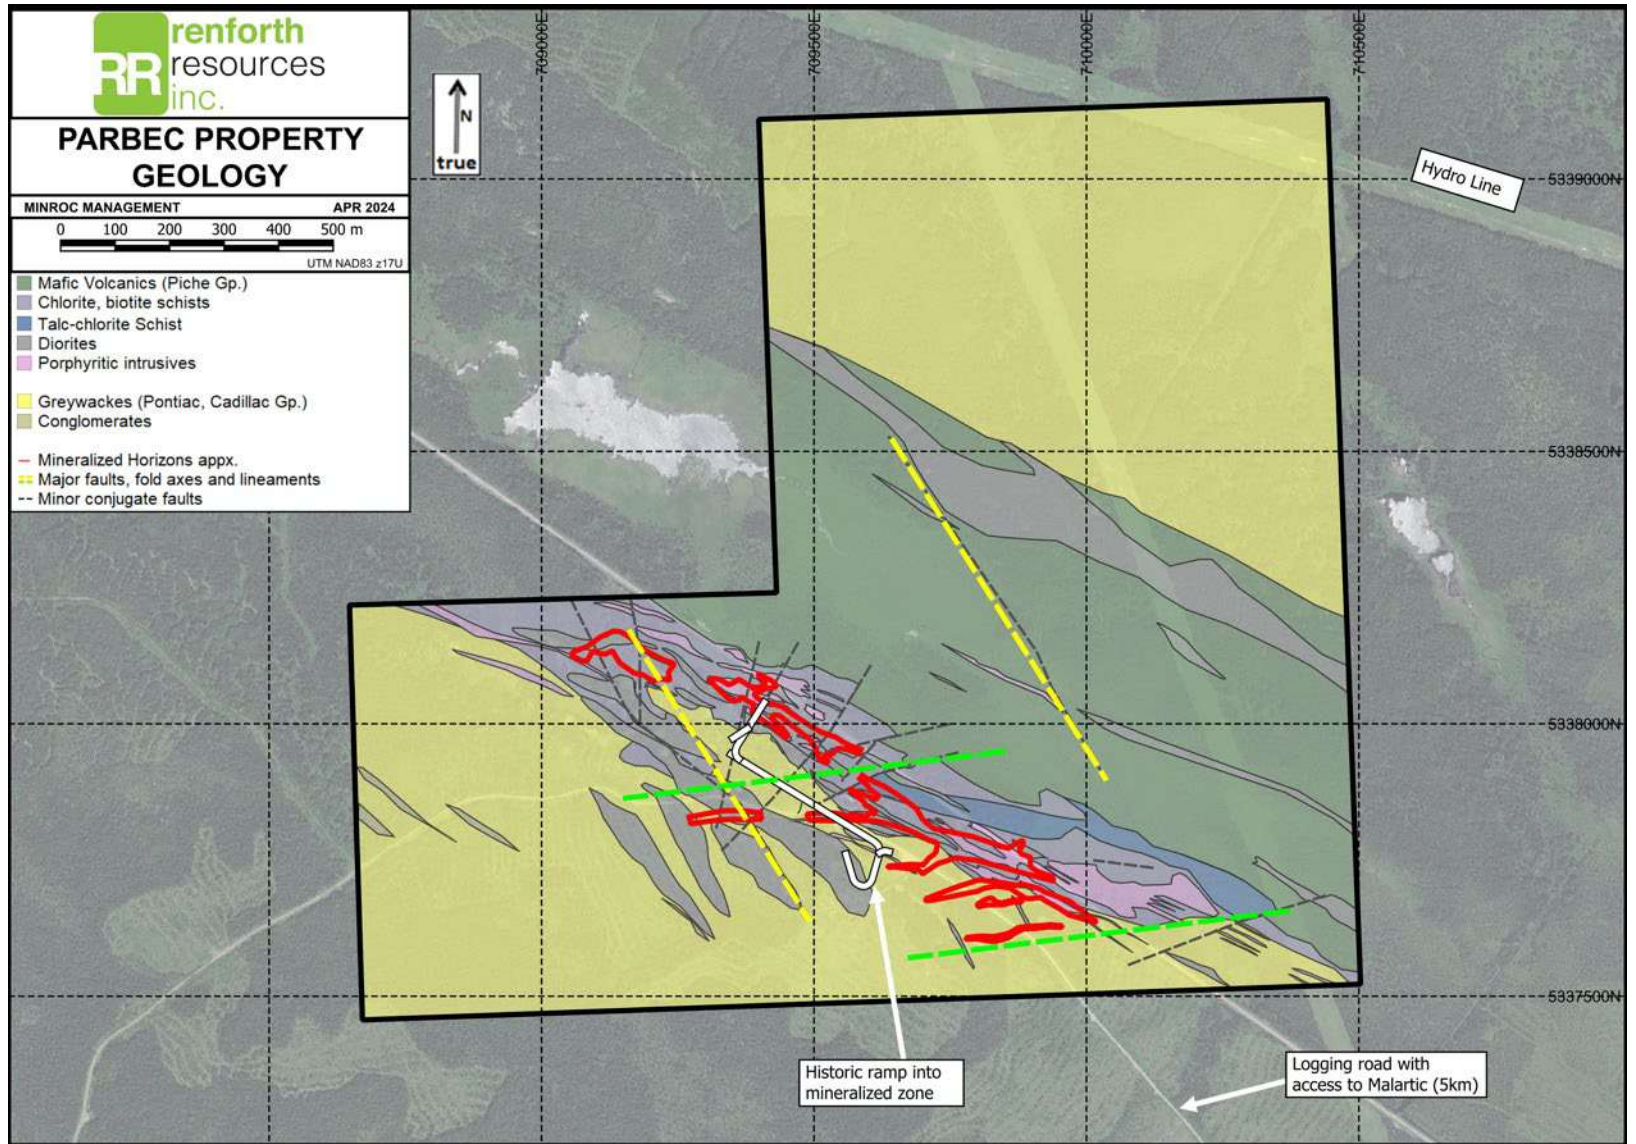 RR
renforth
resources
inc.
PARBEC PROPERTY
GEOLOGY
MINROC MANAGEMENT APR 2024
0 100 200 300 400 500 m
UTM NAD83 z17U
Mafic Volcanics (Piche Gp.)
Chlorite, biotite schists
Talc-chlorite Schist
Diorites
Porphyritic intrusives
Greywackes (Pontiac, Cadillac Gp.)
Conglomerates
Mineralized Horizons appx.
Major faults, fold axes and lineaments
Minor conjugate faults
N
true
709000E
709500E
710000E
710500E
Hydro Line
5339000N
5338500N
5338000N
5337500N
Historic ramp into
mineralized zone
Logging road with
access to Malartic (5km)